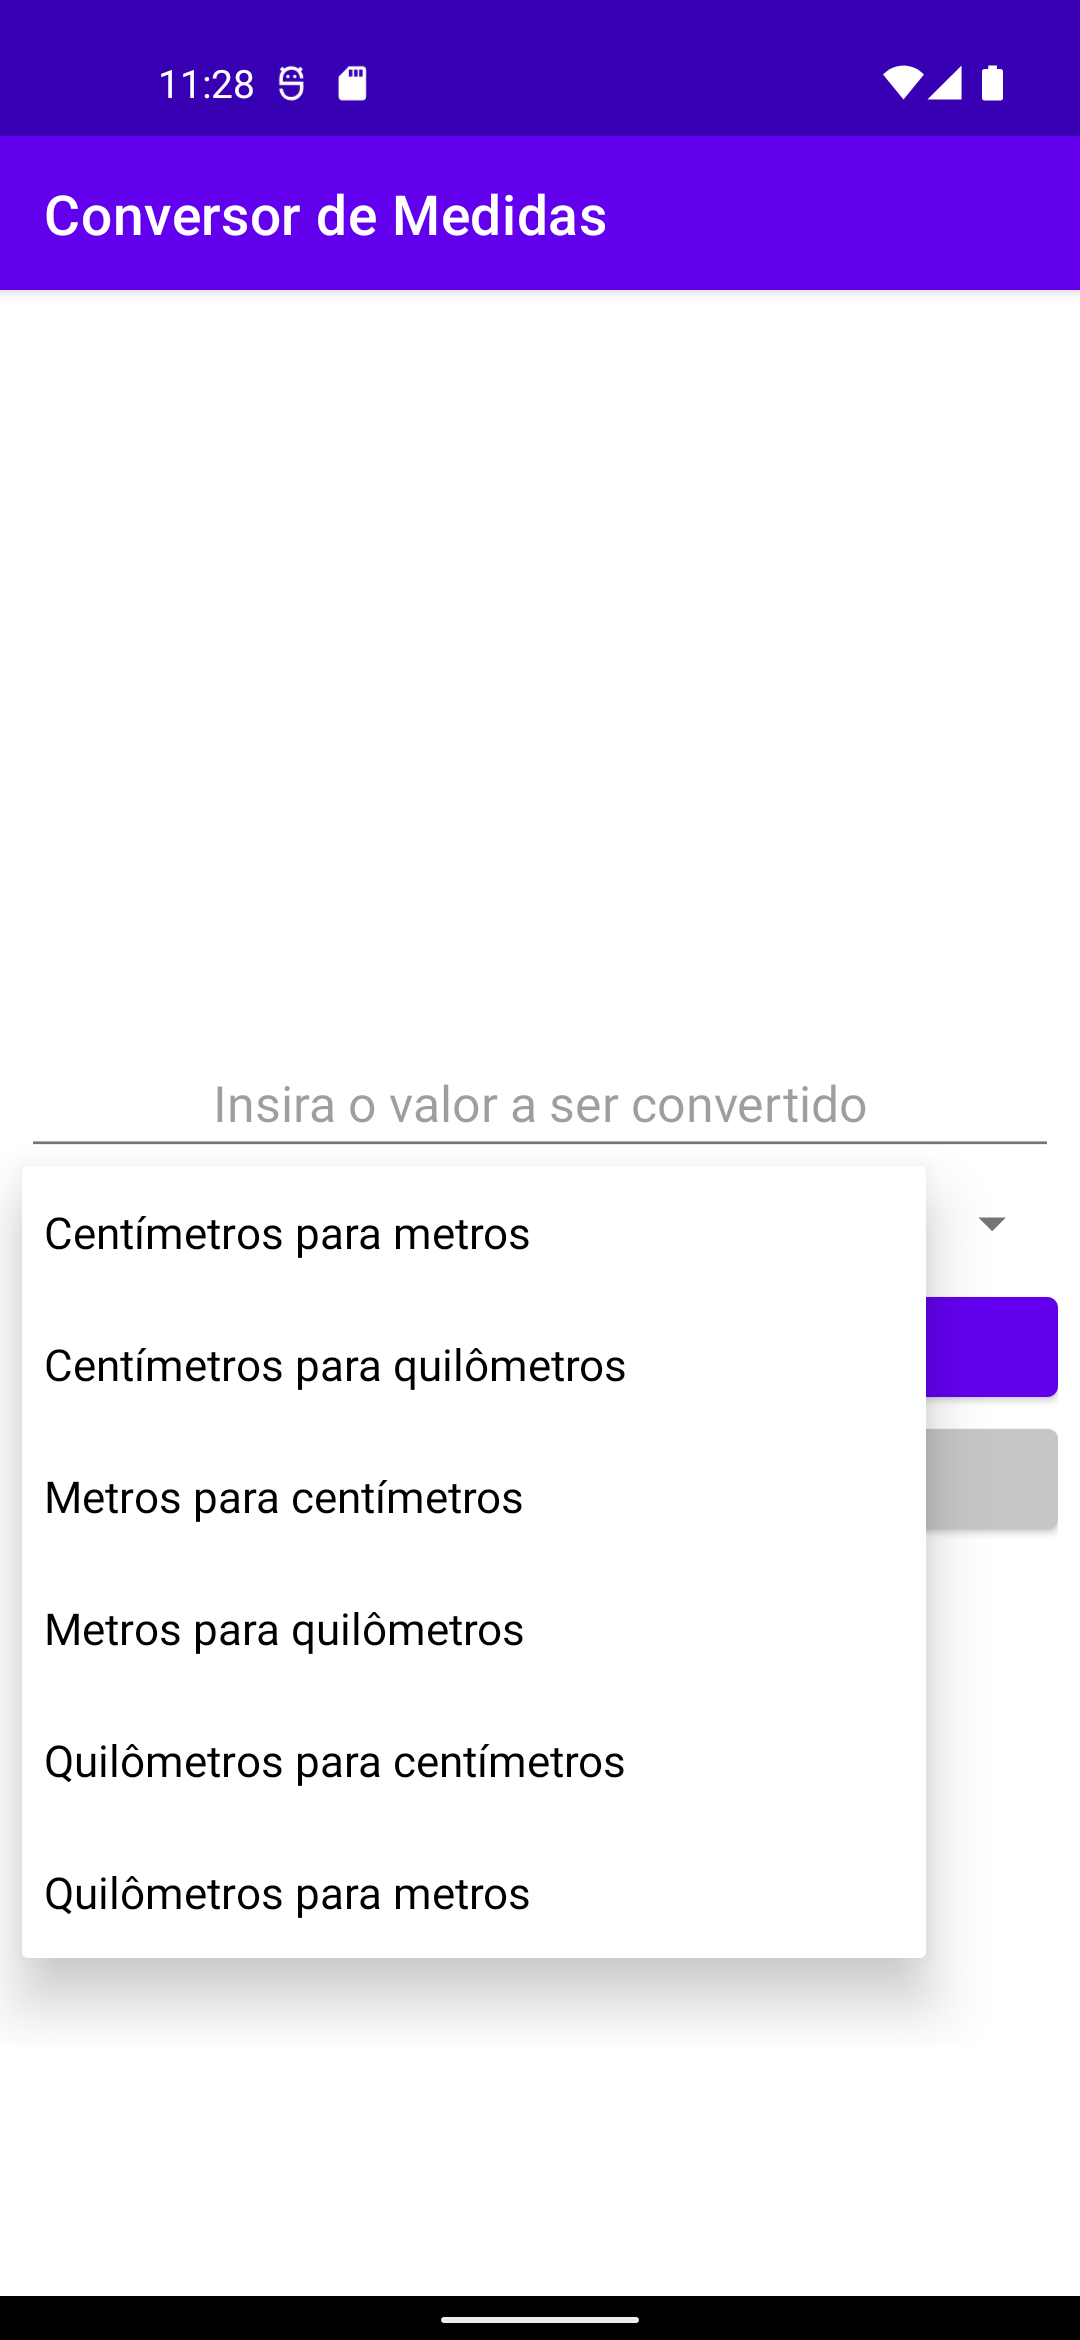 11:28
Conversor de Medidas
Insira o valor a ser convertido
Centímetros para metros
Centímetros para quilômetros
Metros para centímetros
Metros para quilômetros
Quilômetros para centímetros
Quilômetros para metros